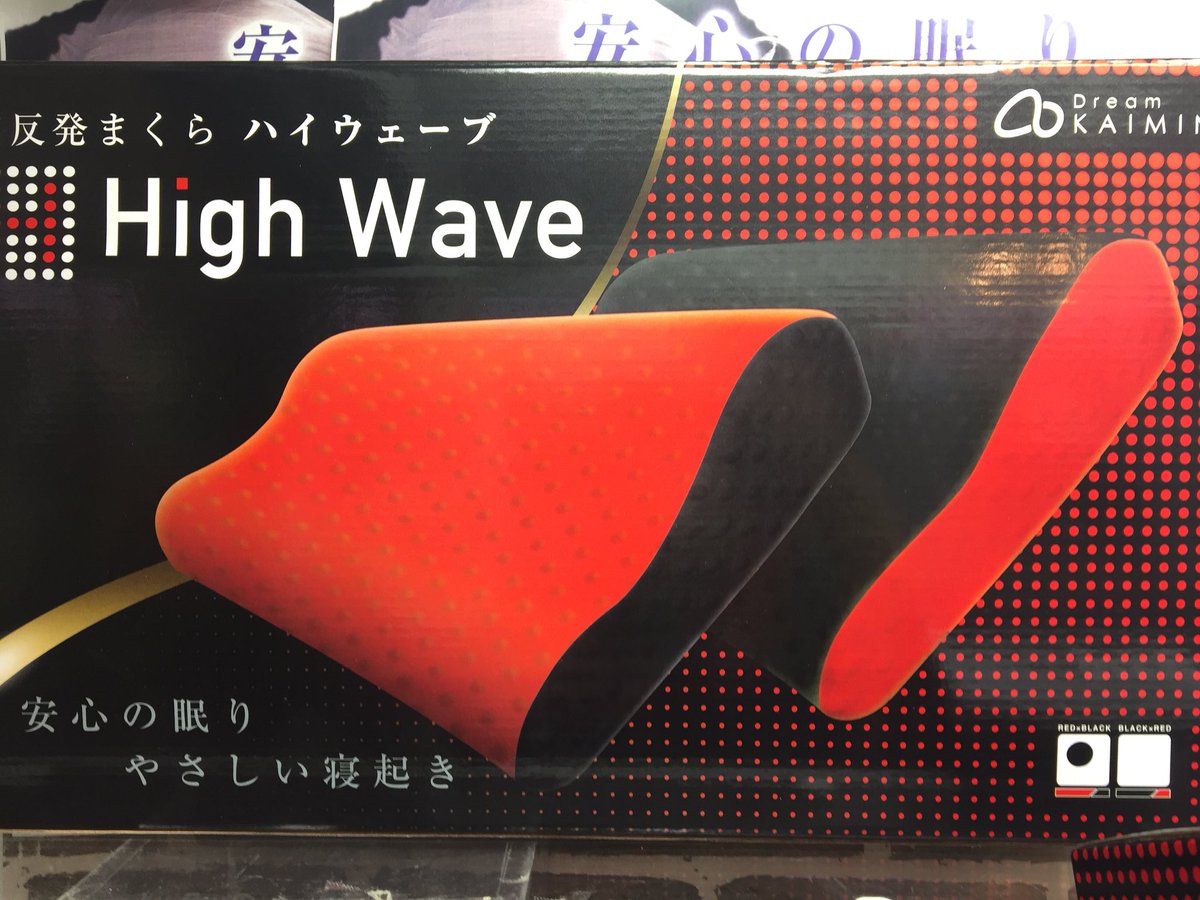 安
安心の眠り
反発まくら ハイウェーブ
High Wave
Dream
KAIMIN
安心の眠り
やさしい寝起き
RED×BLACK BLACK×RED